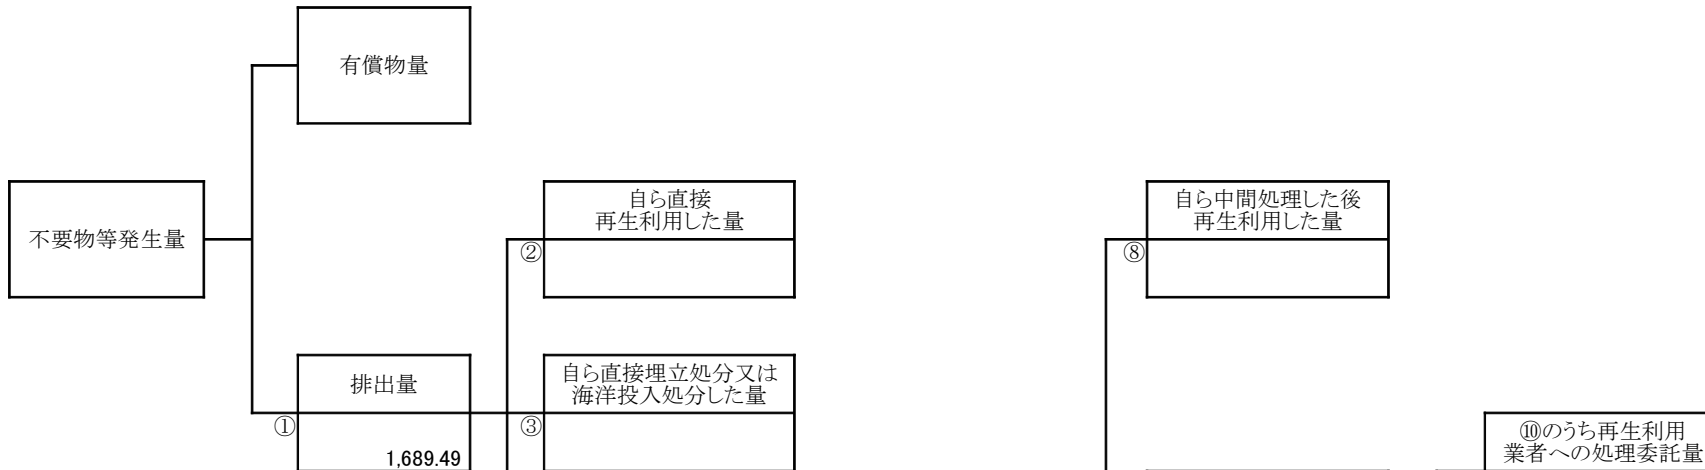 有償物量
不要物等発生量
自ら直接
再生利用した量
②
自ら中間処理した後
再生利用した量
⑧
排出量
①
1,689.49
自ら直接埋立処分又は
海洋投入処分した量
③
⑩のうち再生利用
業者への処理委託量